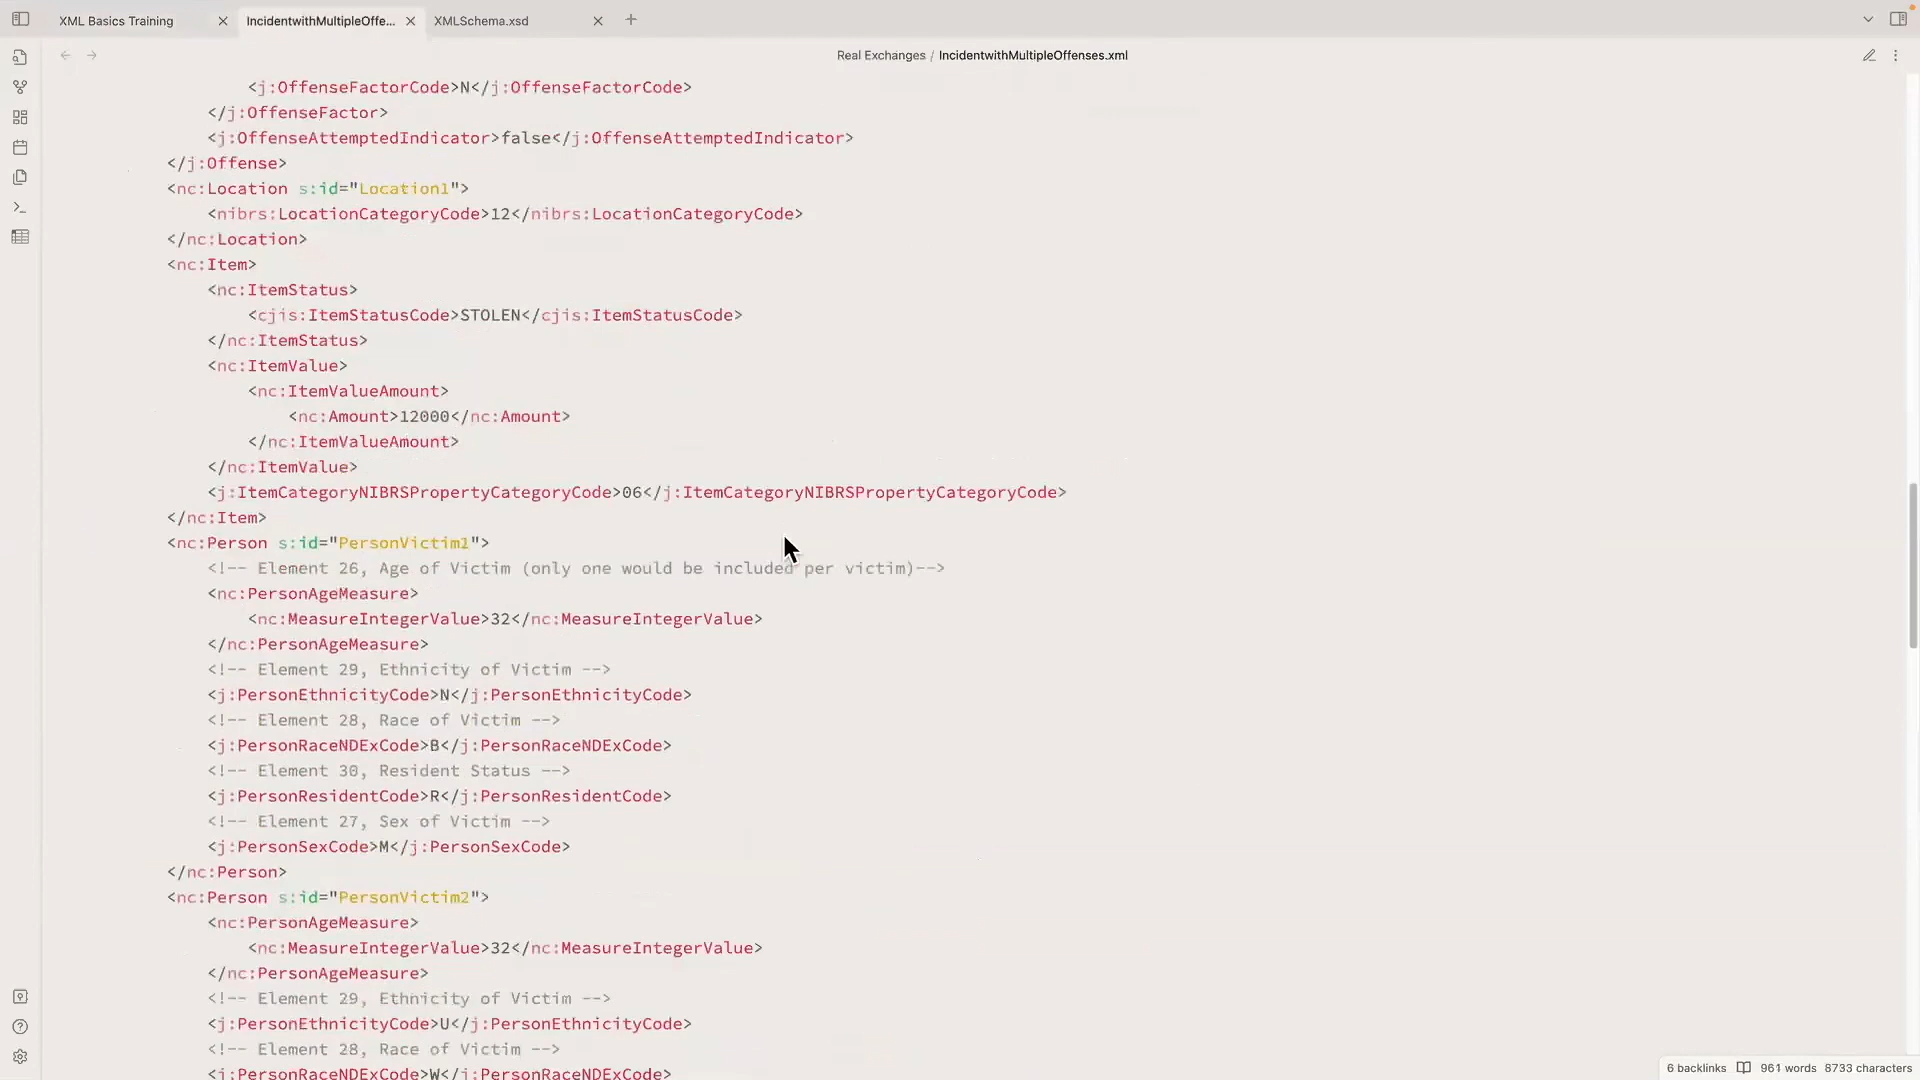 XML Basics Training
IncidentwithMultipleOffe...
XMLSchema.xsd
Real Exchanges / IncidentwithMultipleOffenses.xml
<j:OffenseFactorCode>N</j:OffenseFactorCode>
</j:OffenseFactor>
<j:OffenseAttemptedIndicator>false</j:OffenseAttemptedIndicator>
</j:Offense>
<nc:Location s:id="Location1">
<nibrs:LocationCategoryCode>12</nibrs:LocationCategoryCode>
</nc:Location>
<nc:Item>
<nc:ItemStatus>
<cjis:ItemStatusCode>STOLEN</cjis:ItemStatusCode>
</nc:ItemStatus>
<nc:ItemValue>
<nc:ItemValueAmount>
<nc:Amount>12000</nc:Amount>
</nc:ItemValueAmount>
</nc:ItemValue>
<j:ItemCategoryNIBRSPropertyCategoryCode>06</j:ItemCategoryNIBRSPropertyCategoryCode>
</nc:Item>
<nc:Person s:id="PersonVictim1">
<!-- Element 26, Age of Victim (only one would be included per victim)-->
<nc:PersonAgeMeasure>
<nc:MeasureIntegerValue>32</nc:MeasureIntegerValue>
</nc:PersonAgeMeasure>
<!-- Element 29, Ethnicity of Victim -->
<j:PersonEthnicityCode>N</j:PersonEthnicityCode>
<!-- Element 28, Race of Victim -->
<j:PersonRaceNDExCode>B</j:PersonRaceNDExCode>
<!-- Element 30, Resident Status -->
<j:PersonResidentCode>R</j:PersonResidentCode>
<!-- Element 27, Sex of Victim -->
<j:PersonSexCode>M</j:PersonSexCode>
</nc:Person>
<nc:Person s:id="PersonVictim2">
<nc:PersonAgeMeasure>
<nc:MeasureIntegerValue>32</nc:MeasureIntegerValue>
</nc:PersonAgeMeasure>
<!-- Element 29, Ethnicity of Victim -->
<j:PersonEthnicityCode>U</j:PersonEthnicityCode>
<!-- Element 28, Race of Victim -->
<j:PersonRaceNDExCode>W</j:PersonRaceNDExCode>
6 backlinks 961 words 8733 characters